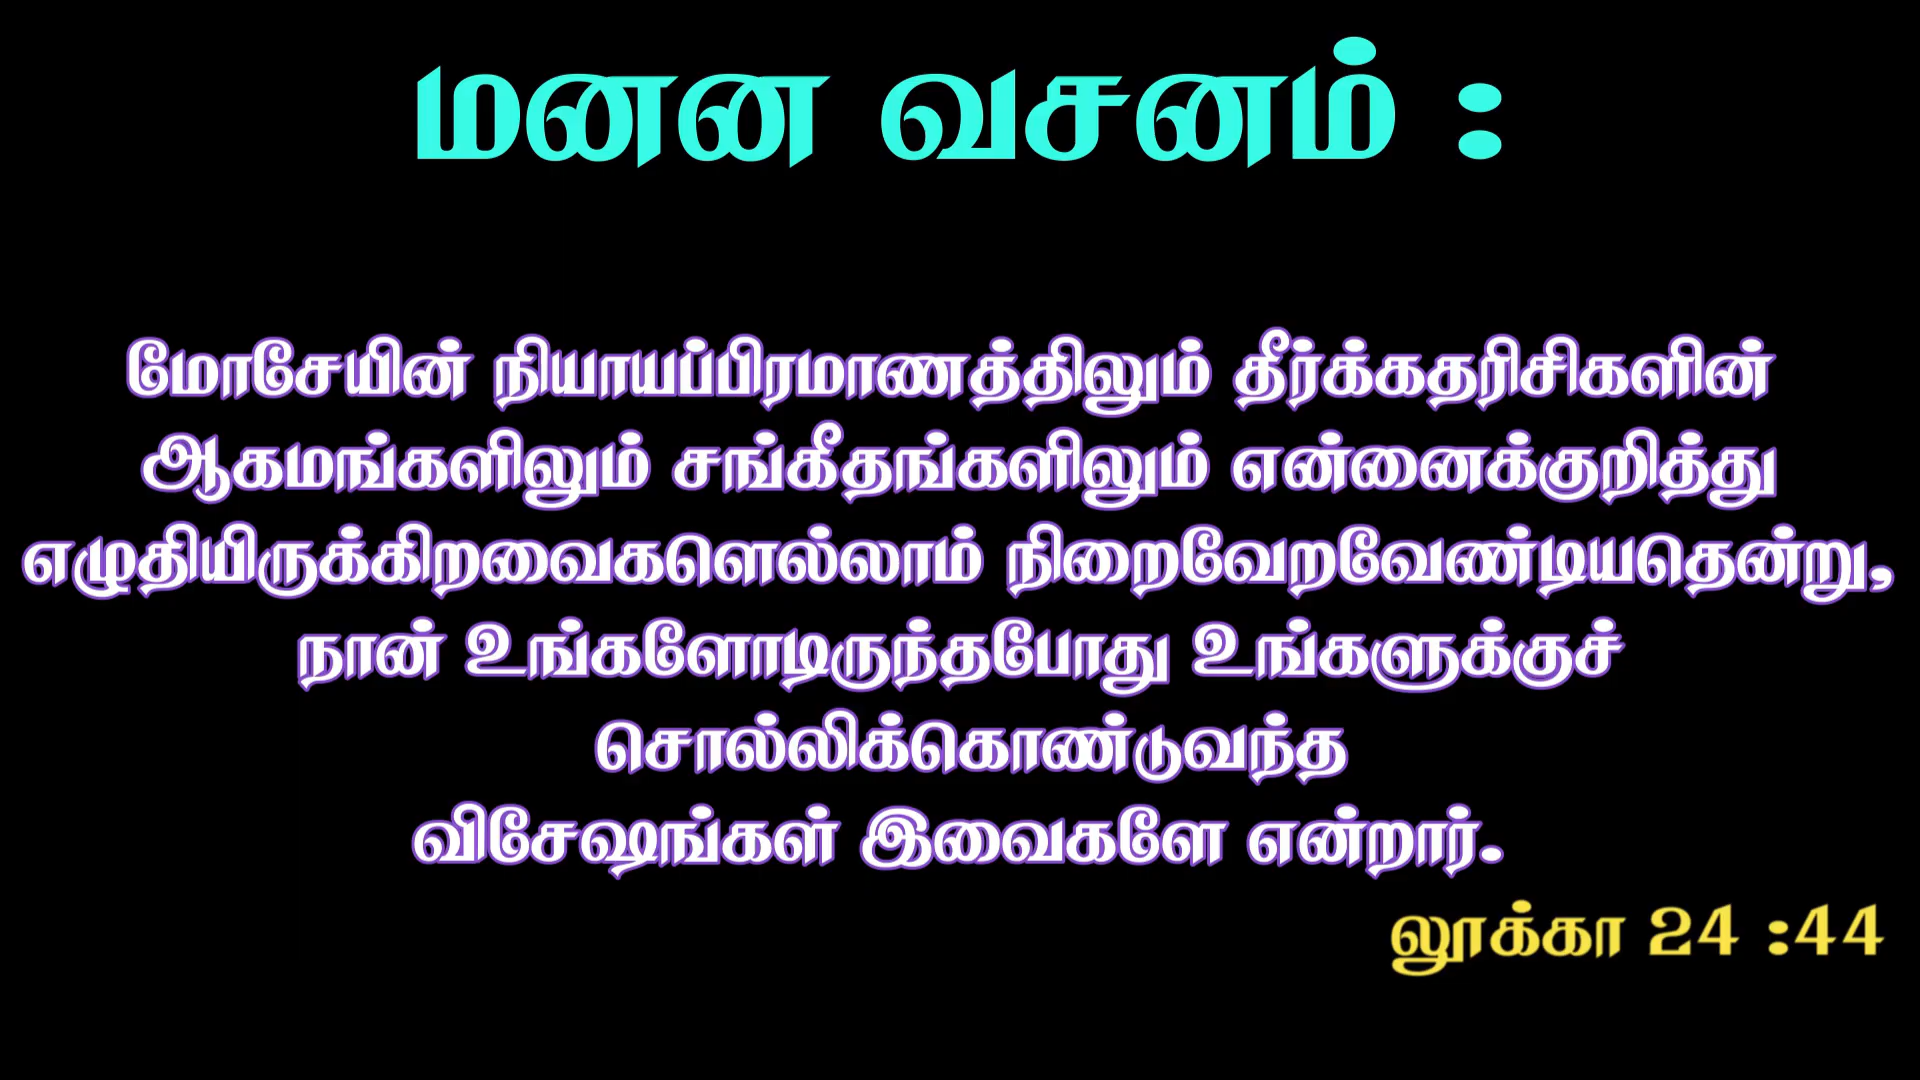 மனன வசனம் :
மோசேயின் நியாயப்பிரமாணத்திலும் தீர்க்கதரிசிகளின்
ஆகமங்களிலும் சங்கீதங்களிலும் என்னைக்குறித்து
எழுதியிருக்கிறவைகளெல்லாம் நிறைவேறவேண்டியதென்று,
நான் உங்களோடிருந்தபோது உங்களுக்குச்
சொல்லிக்கொண்டுவந்த
விசேஷங்கள் இவைகளே என்றார்.
லூக்கா 24 :44